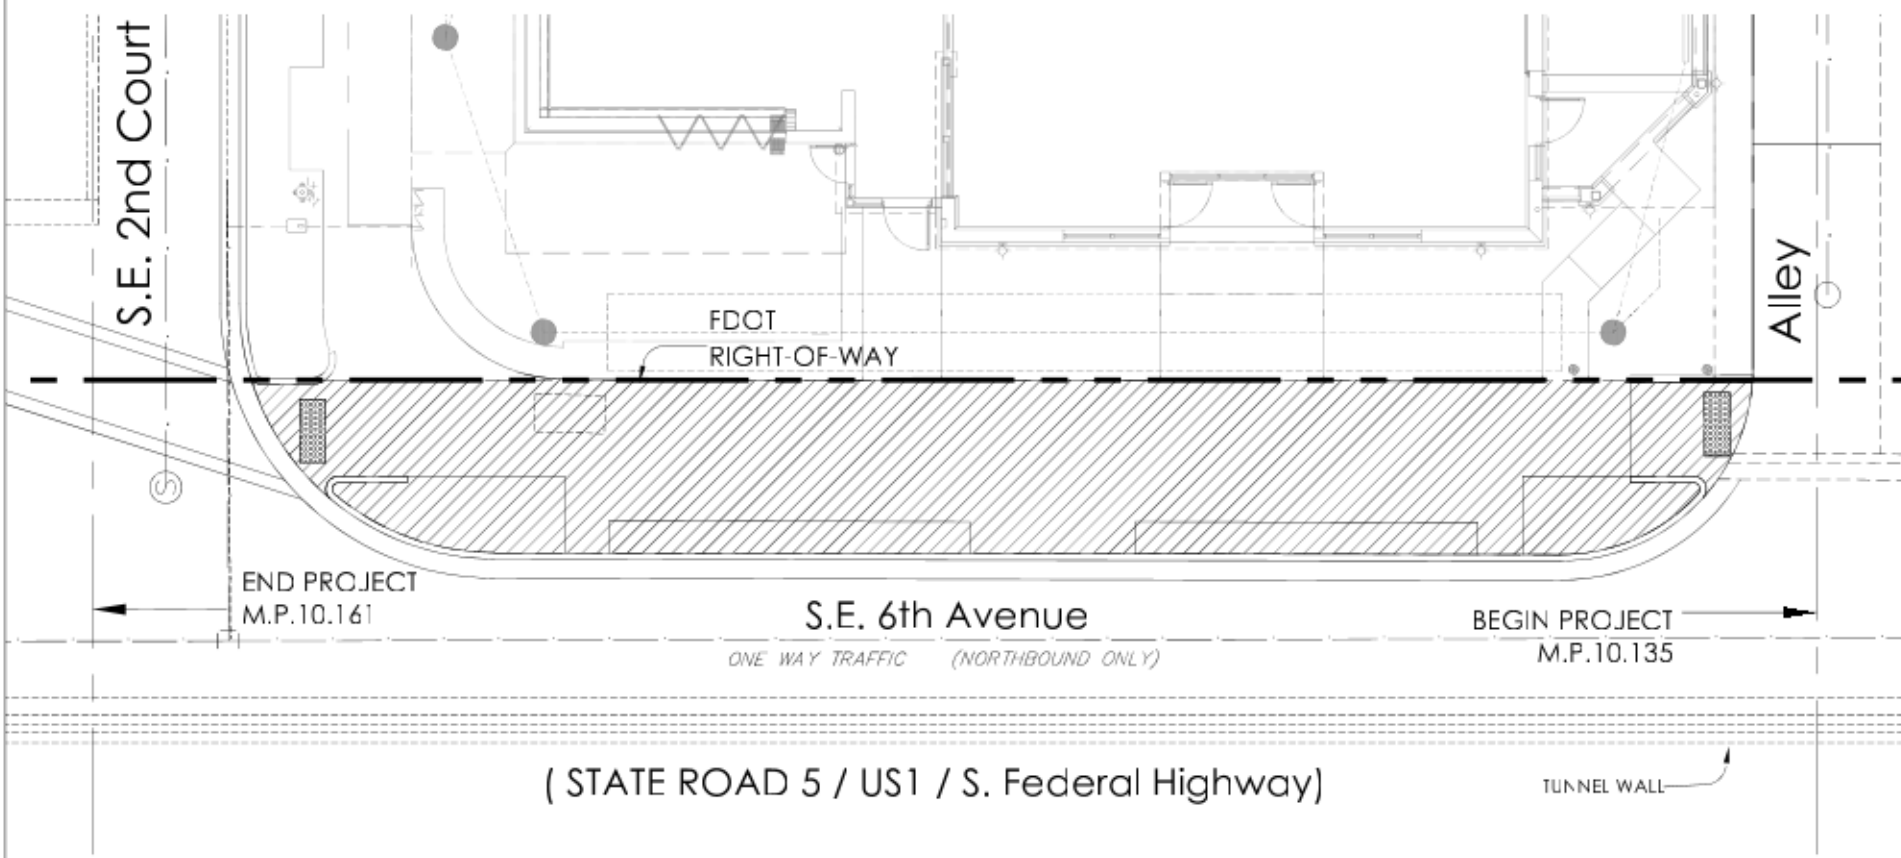 S.E. 2nd Court
FDOT
RIGHT-OF-WAY
Alley
S
END PROJECT
M.P.10.161
S.E. 6th Avenue
BEGIN PROJECT
M.P.10.135
ONE WAY TRAFFIC (NORTHBOUND ONLY)
( STATE ROAD 5 / US1 / S. Federal Highway)
TUNNEL WALL